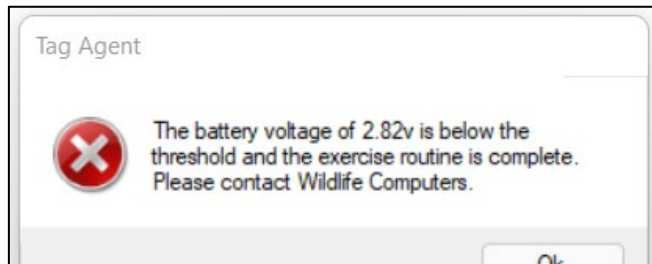 Tag Agent
The battery voltage of 2.82v is below the
threshold and the exercise routine is complete.
Please contact Wildlife Computers.
Ok